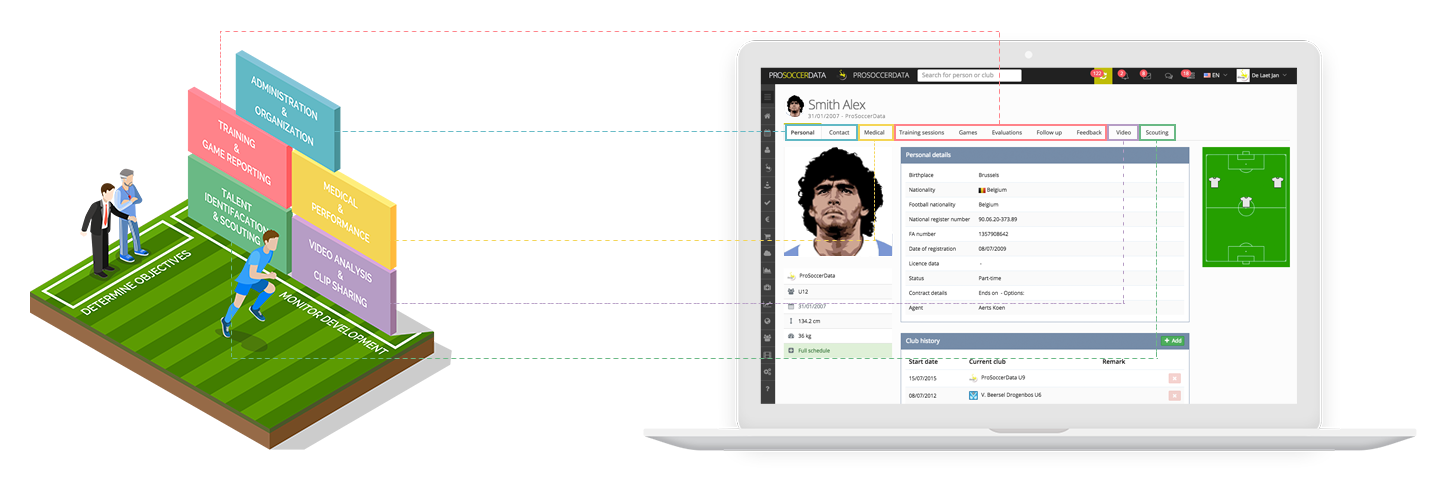 ADMINISTRATION
&
ORGANIZATION
TRAINING
&
GAME REPORTING
MEDICAL
&
PERFORMANCE
TALENT
IDENTIFACATION
& SCOUTING
VIDEO ANALYSIS
&
CLIP SHARING
DETERMINE OBJECTIVES
MONITOR DEVELOPMENT
PROSOCCERDATA PROSOCCERDATA Search for person or club 122 2 8 18 EN De Laet Jan
Smith Alex
31/01/2007 - ProSoccerData
Personal Contact Medical Training sessions Games Evaluations Follow up Feedback Video Scouting
Personal details
Birthplace Brussels
Nationality Belgium
Football nationality Belgium
National register number 90.06.20-373.89
FA number 1357908642
Date of registration 08/07/2009
Licence data -
Status Part-time
Contract details Ends on - Options:
Agent Aerts Koen
ProSoccerData
U12
31/01/2007
134.2 cm
36 kg
Full schedule
Club history + Add
Start date Current club Remark
15/07/2015 ProSoccerData U9
08/07/2012 V. Beersel Drogenbos U6